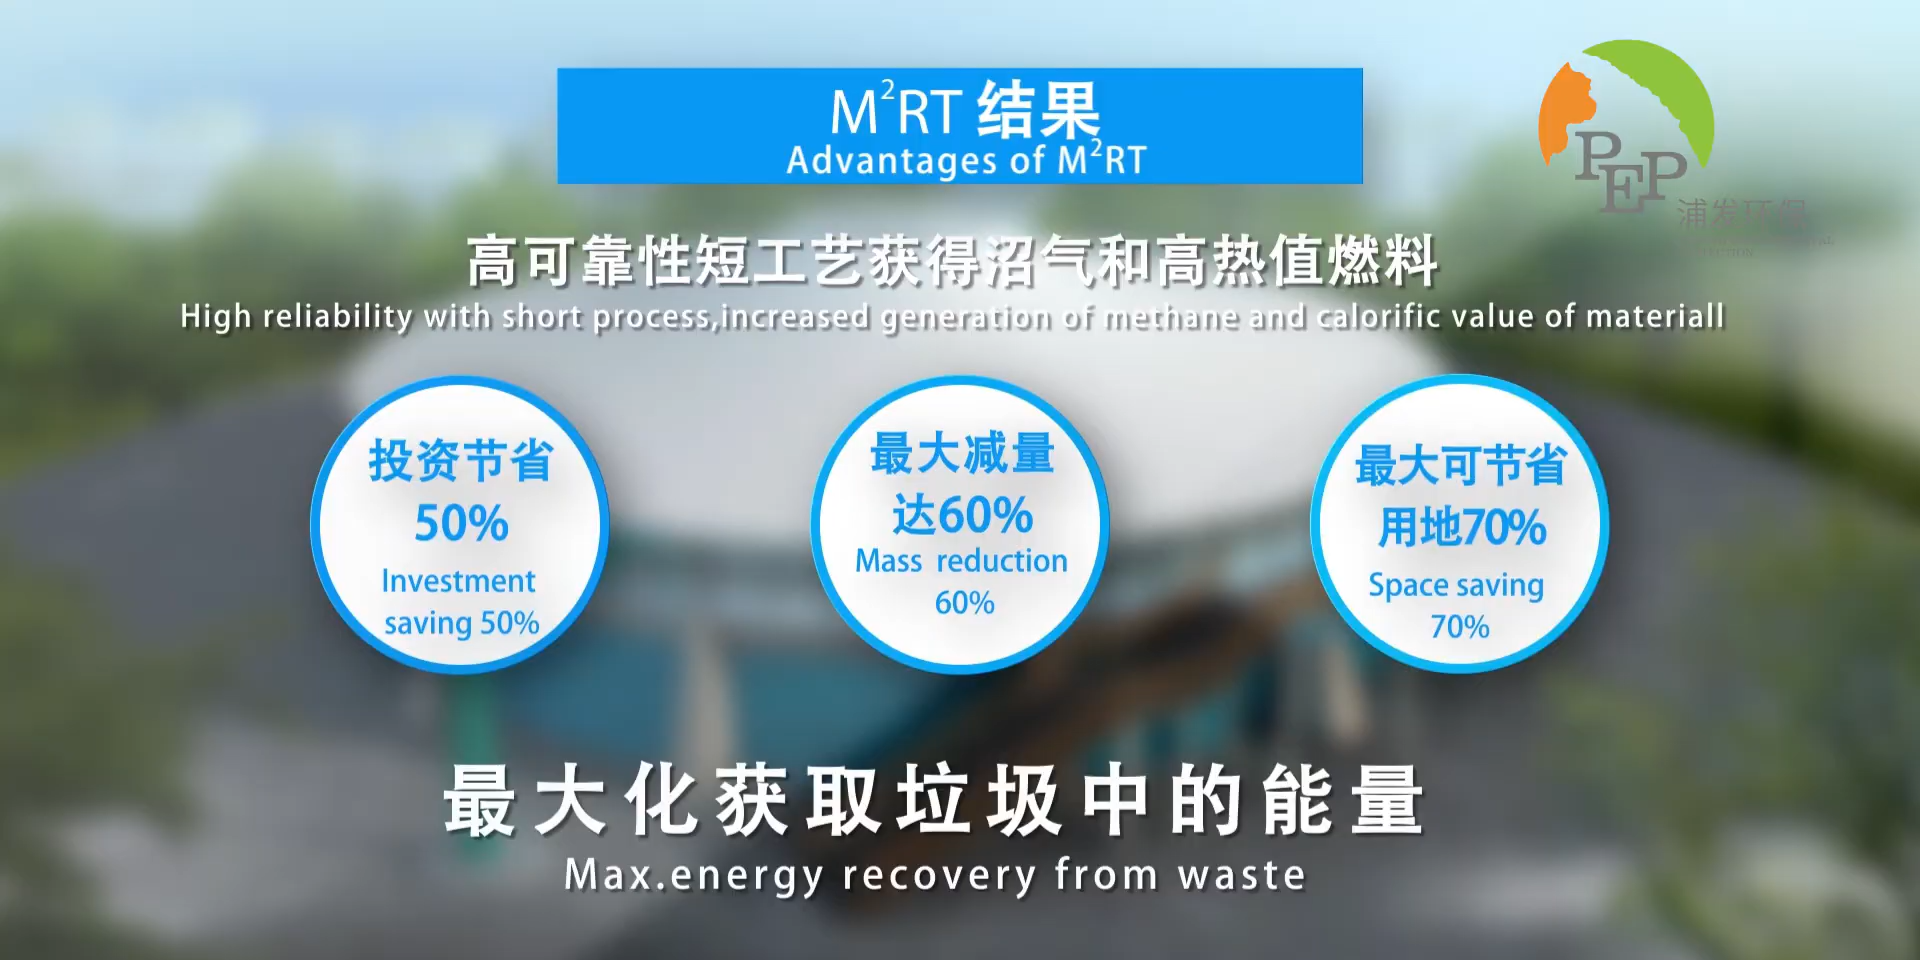 M²RT 结果
Advantages of M²RT
PEP
浦发环保
高可靠性短工艺获得沼气和高热值燃料
High reliability with short process,increased generation of methane and calorific value of materiall
投资节省
50%
Investment
saving 50%
最大减量
达60%
Mass reduction
60%
最大可节省
用地70%
Space saving
70%
最大化获取垃圾中的能量
Max.energy recovery from waste